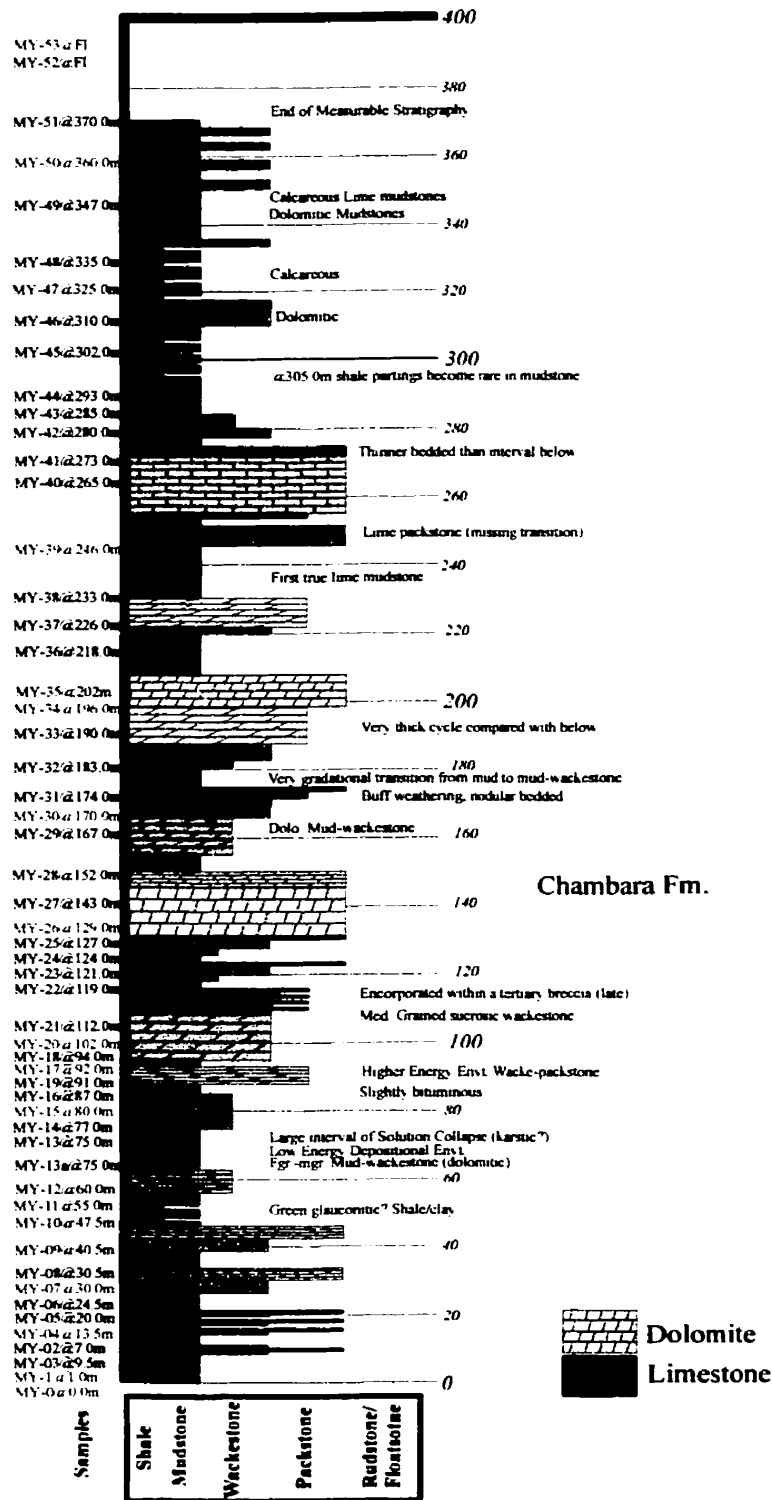 400
MY-53@FI
MY-52@FI
380
End of Measurable Stratigraphy
MY-51@370.0m
360
MY-50@360.0m
Calcareous Lime mudstones
MY-49@347.0m
Dolomitic Mudstones
340
MY-48@335.0m
Calcareous
MY-47@325.0m
320
MY-46@310.0m
Dolomitic
MY-45@302.0m
300
@305.0m shale partings become rare in mudstone
MY-44@293.0m
MY-43@285.0m
MY-42@280.0m
280
Thinner bedded than interval below
MY-41@273.0m
MY-40@265.0m
260
Lime packstone (missing transition)
MY-39@246.0m
240
First true lime mudstone
MY-38@233.0m
MY-37@226.0m
220
MY-36@218.0m
MY-35@202m
200
MY-34@196.0m
MY-33@190.0m
Very thick cycle compared with below
MY-32@183.0m
180
Very gradational transition from mud to mud-wackestone
MY-31@174.0m
Buff weathering, nodular bedded
MY-30@170.0m
MY-29@167.0m
Dolo. Mud-wackestone
160
MY-28@152.0m
Chambara Fm.
MY-27@143.0m
140
MY-26@129.0m
MY-25@127.0m
MY-24@124.0m
MY-23@121.0m
120
MY-22@119.0m
Encorporated within a tertiary breccia (late)
MY-21@112.0m
Med. Grained sucrosic wackestone
MY-20@102.0m
100
MY-18@94.0m
MY-17@92.0m
Higher Energy Envt. Wacke-packstone
MY-19@91.0m
MY-16@87.0m
Slightly bituminous
MY-15@80.0m
80
MY-14@77.0m
MY-13@75.0m
Large interval of Solution Collapse (karstic?)
Low Energy Depositional Envt.
MY-13a@75.0m
Fgr-mgr Mud-wackestone (dolomitic)
60
MY-12@60.0m
MY-11@55.0m
Green glauconitic? Shale/clay
MY-10@47.5m
MY-09@40.5m
40
MY-08@30.5m
MY-07@30.0m
MY-06@24.5m
MY-05@20.0m
20
MY-04@13.5m
MY-02@7.0m
MY-03@9.5m
MY-1@1.0m
0
MY-0@0.0m
Dolomite
Limestone
Samples
Shale
Mudstone
Wackestone
Packstone
Rudstone/
Floatsotne